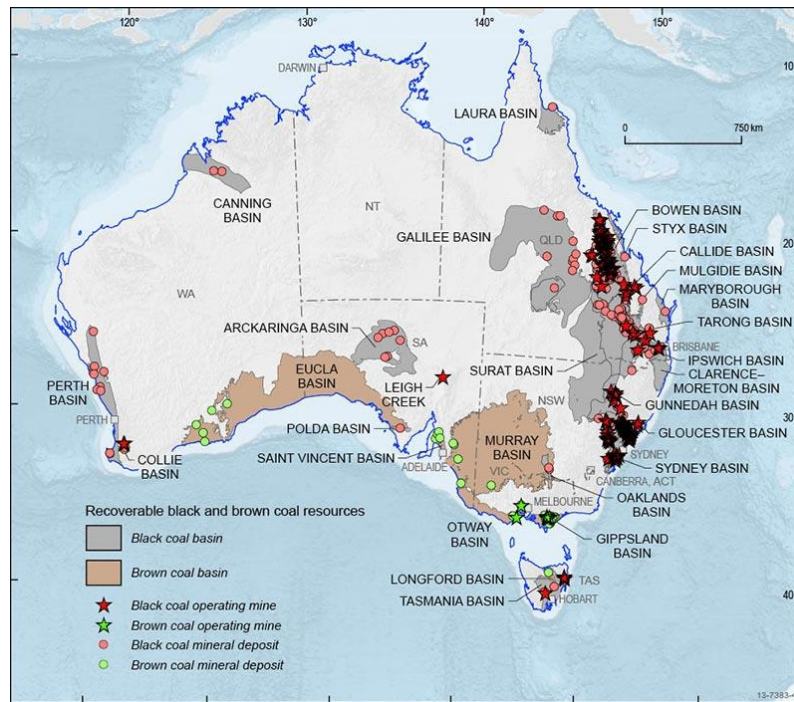 120°
140°
150°
10°
DARWIN
LAURA BASIN
0
750 km
CANNING
BASIN
NT
BOWEN BASIN
STYX BASIN
20°
GALILEE BASIN
QLD
CALLIDE BASIN
MULGIDIE BASIN
MARYBOROUGH
BASIN
WA
TARONG BASIN
ARCKARINGA BASIN
SA
BRISBANE
IPSWICH BASIN
EUCLA
BASIN
SURAT BASIN
CLARENCE–
MORETON BASIN
PERTH
BASIN
LEIGH
CREEK
NSW
GUNNEDAH BASIN
30°
PERTH
POLDA BASIN
MURRAY
BASIN
GLOUCESTER BASIN
COLLIE
BASIN
SAINT VINCENT BASIN
ADELAIDE
VIC
SYDNEY
SYDNEY BASIN
CANBERRA, ACT
OAKLANDS
BASIN
MELBOURNE
OTWAY
BASIN
GIPPSLAND
BASIN
Recoverable black and brown coal resources
Black coal basin
Brown coal basin
LONGFORD BASIN
TAS
TASMANIA BASIN
HOBART
40°
Black coal operating mine
Brown coal operating mine
Black coal mineral deposit
Brown coal mineral deposit